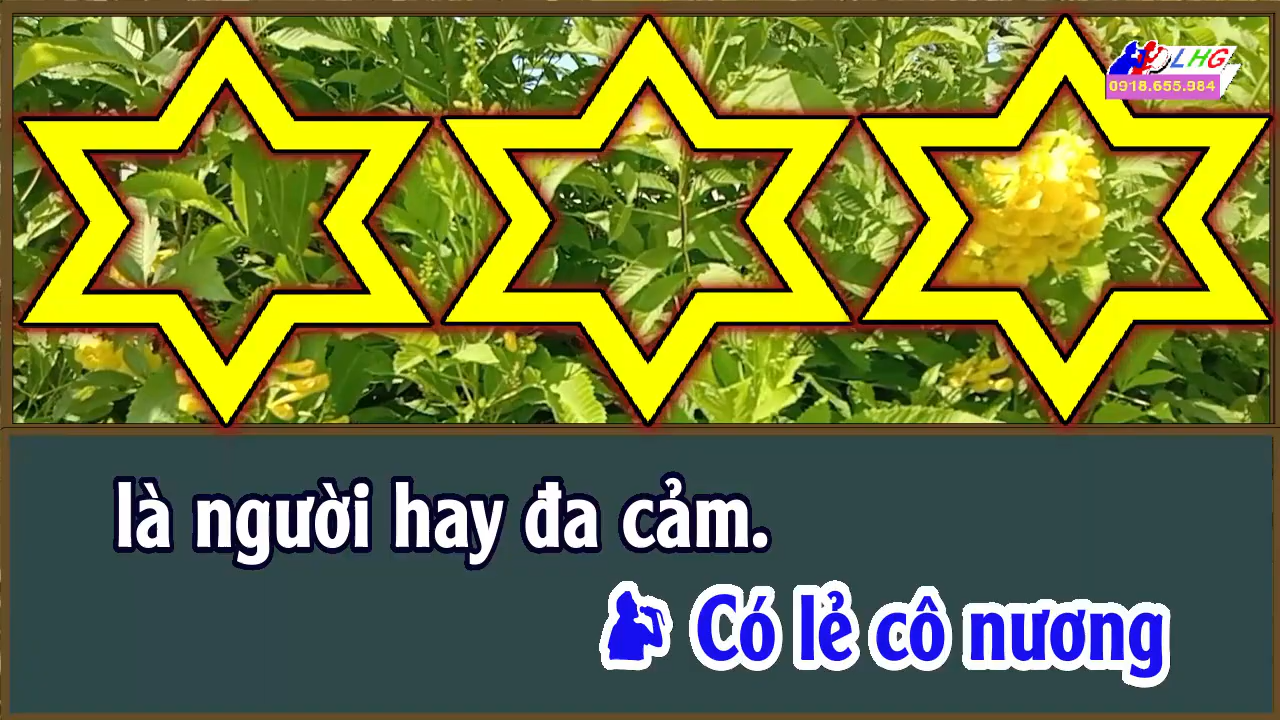 LHG
0918.655.984
là người hay đa cảm.
Có lẻ cô nương